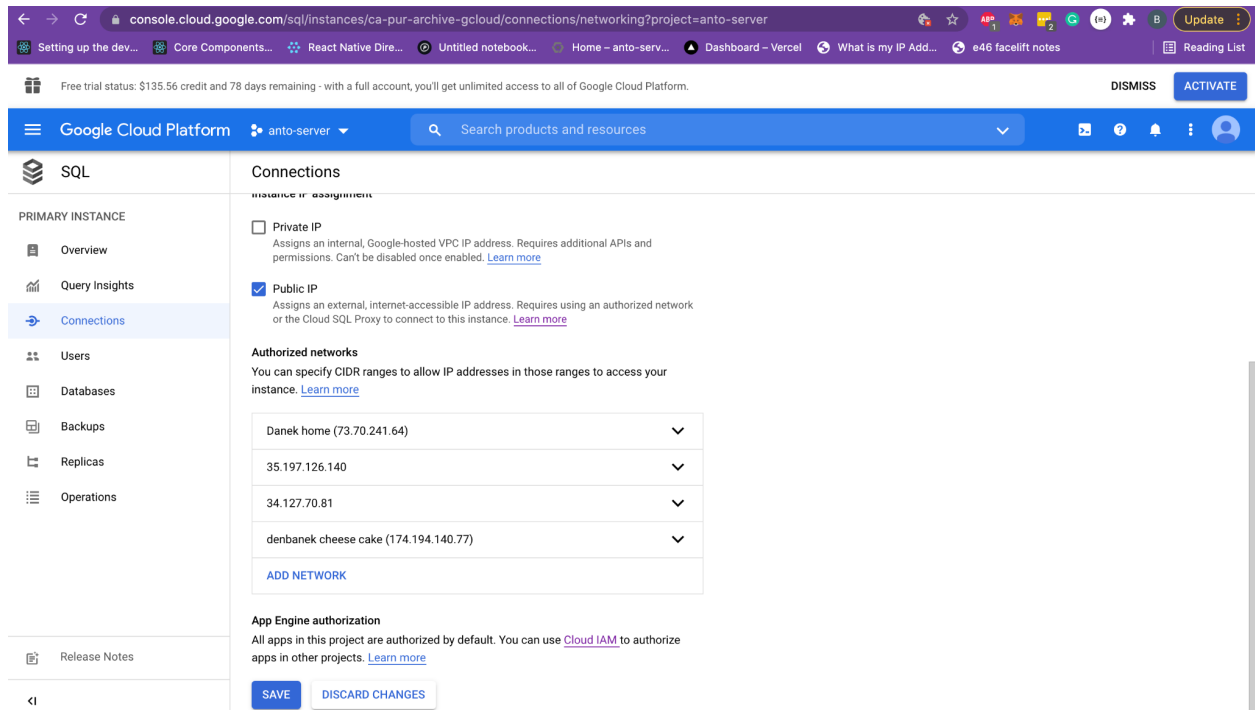 console.cloud.google.com/sql/instances/ca-pur-archive-gcloud/connections/networking?project=anto-server
ABP 1 2 G {=} B Update
Setting up the dev... Core Components... React Native Dire... Untitled notebook... Home – anto-serv... Dashboard – Vercel What is my IP Add... e46 facelift notes Reading List
Free trial status: $135.56 credit and 78 days remaining - with a full account, you'll get unlimited access to all of Google Cloud Platform. DISMISS ACTIVATE
Google Cloud Platform anto-server Search products and resources
SQL Connections
PRIMARY INSTANCE
Overview
Query Insights
Connections
Users
Databases
Backups
Replicas
Operations
Release Notes
Instance IP assignment
Private IP
Assigns an internal, Google-hosted VPC IP address. Requires additional APIs and
permissions. Can't be disabled once enabled. Learn more
Public IP
Assigns an external, internet-accessible IP address. Requires using an authorized network
or the Cloud SQL Proxy to connect to this instance. Learn more
Authorized networks
You can specify CIDR ranges to allow IP addresses in those ranges to access your
instance. Learn more
Danek home (73.70.241.64)
35.197.126.140
34.127.70.81
denbanek cheese cake (174.194.140.77)
ADD NETWORK
App Engine authorization
All apps in this project are authorized by default. You can use Cloud IAM to authorize
apps in other projects. Learn more
SAVE DISCARD CHANGES